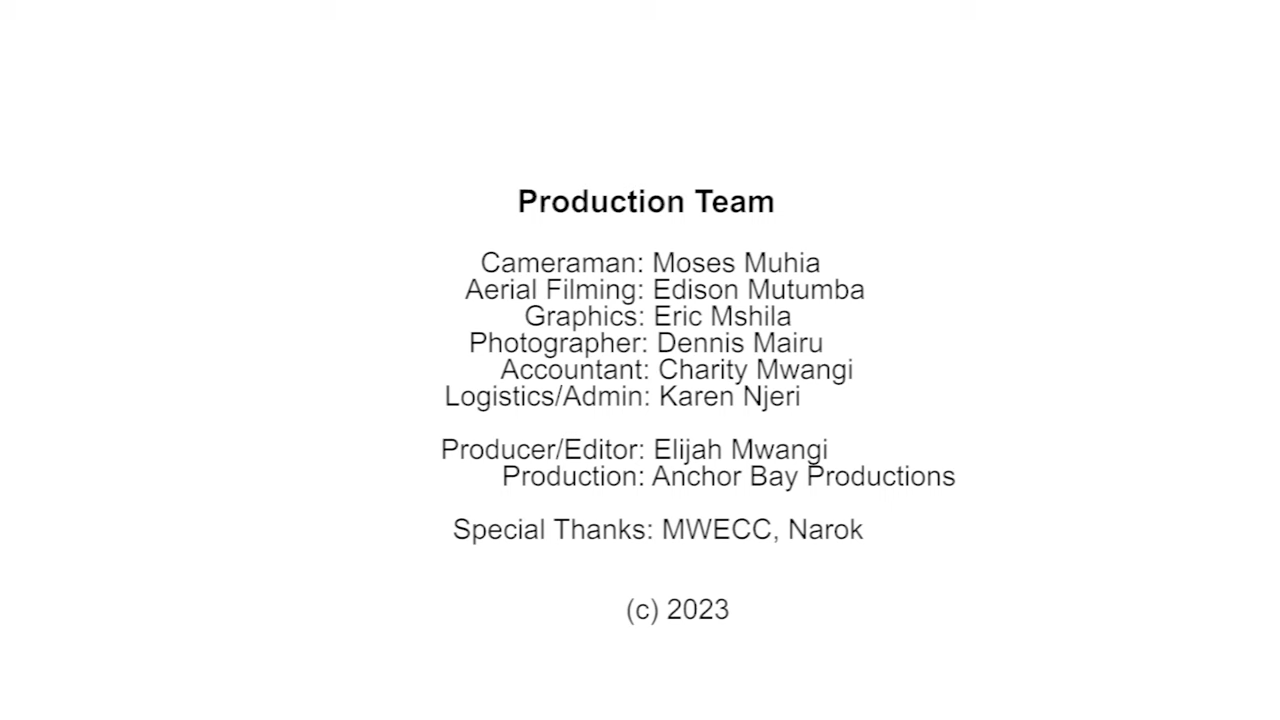 Production Team
Cameraman: Moses Muhia
Aerial Filming: Edison Mutumba
Graphics: Eric Mshila
Photographer: Dennis Mairu
Accountant: Charity Mwangi
Logistics/Admin: Karen Njeri
Producer/Editor: Elijah Mwangi
Production: Anchor Bay Productions
Special Thanks: MWECC, Narok
(c) 2023